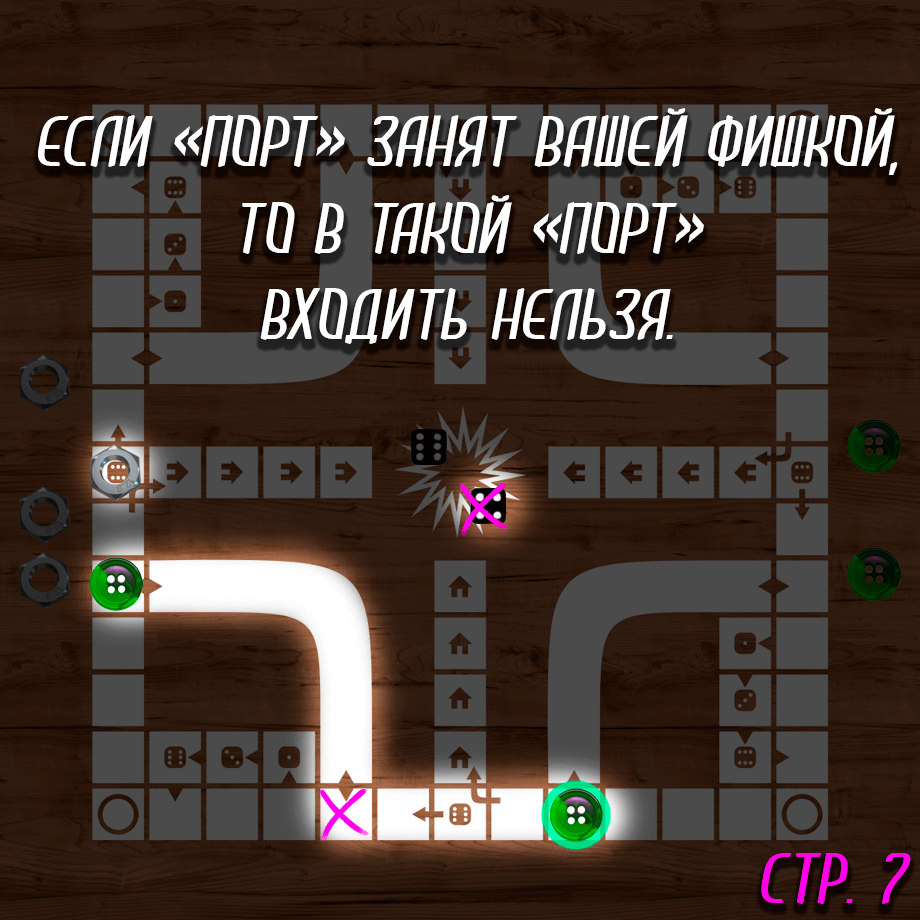 ЕСЛИ «ПОРТ» ЗАНЯТ ВАШЕЙ ФИШКОЙ,
ТО В ТАКОЙ «ПОРТ»
ВХОДИТЬ НЕЛЬЗЯ.
СТР. 7